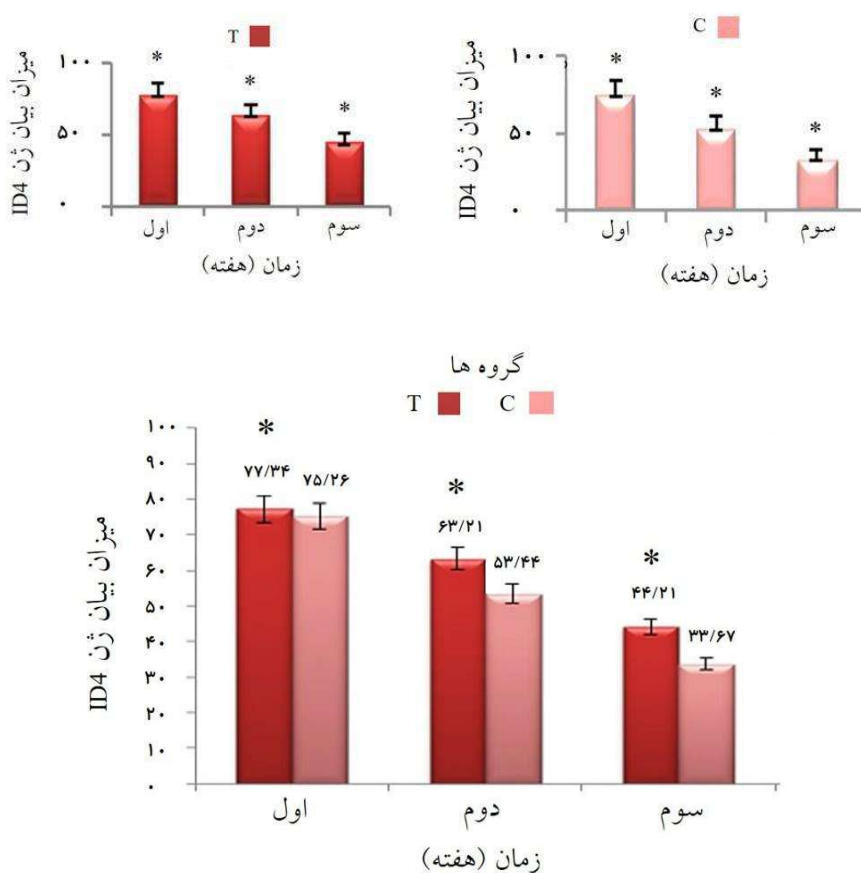 T
میزان بیان ژن ID4
۱۰۰
۵۰
۰
*
*
*
اول
دوم
سوم
زمان (هفته)
C
میزان بیان ژن ID4
۱۰۰
۵۰
۰
*
*
*
اول
دوم
سوم
زمان (هفته)
گروه ها
T C
میزان بیان ژن ID4
۱۰۰
۹۰
۸۰
۷۰
۶۰
۵۰
۴۰
۳۰
۲۰
۱۰
۰
*
۷۷/۳۴ ۷۵/۲۶
*
۶۳/۲۱ ۵۳/۴۴
*
۴۴/۲۱ ۳۳/۶۷
اول
دوم
سوم
زمان (هفته)